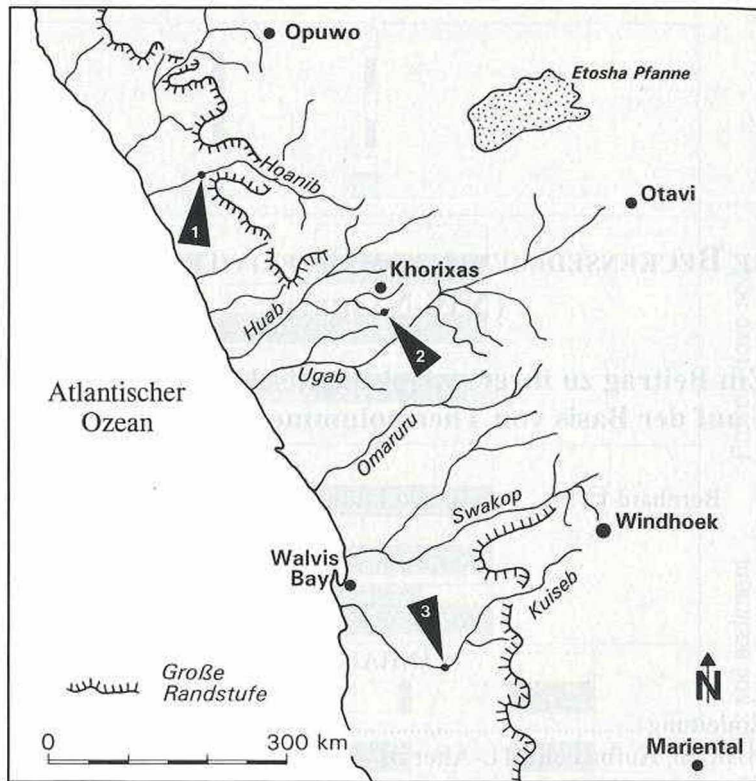 Opuwo
Etosha Pfanne
Hoanib
Otavi
1
Khorixas
Huab
2
Ugab
Atlantischer
Ozean
Omaruru
Swakop
Windhoek
Walvis
Bay
3
Kuiseb
Große
Randstufe
N
0 300 km
Mariental